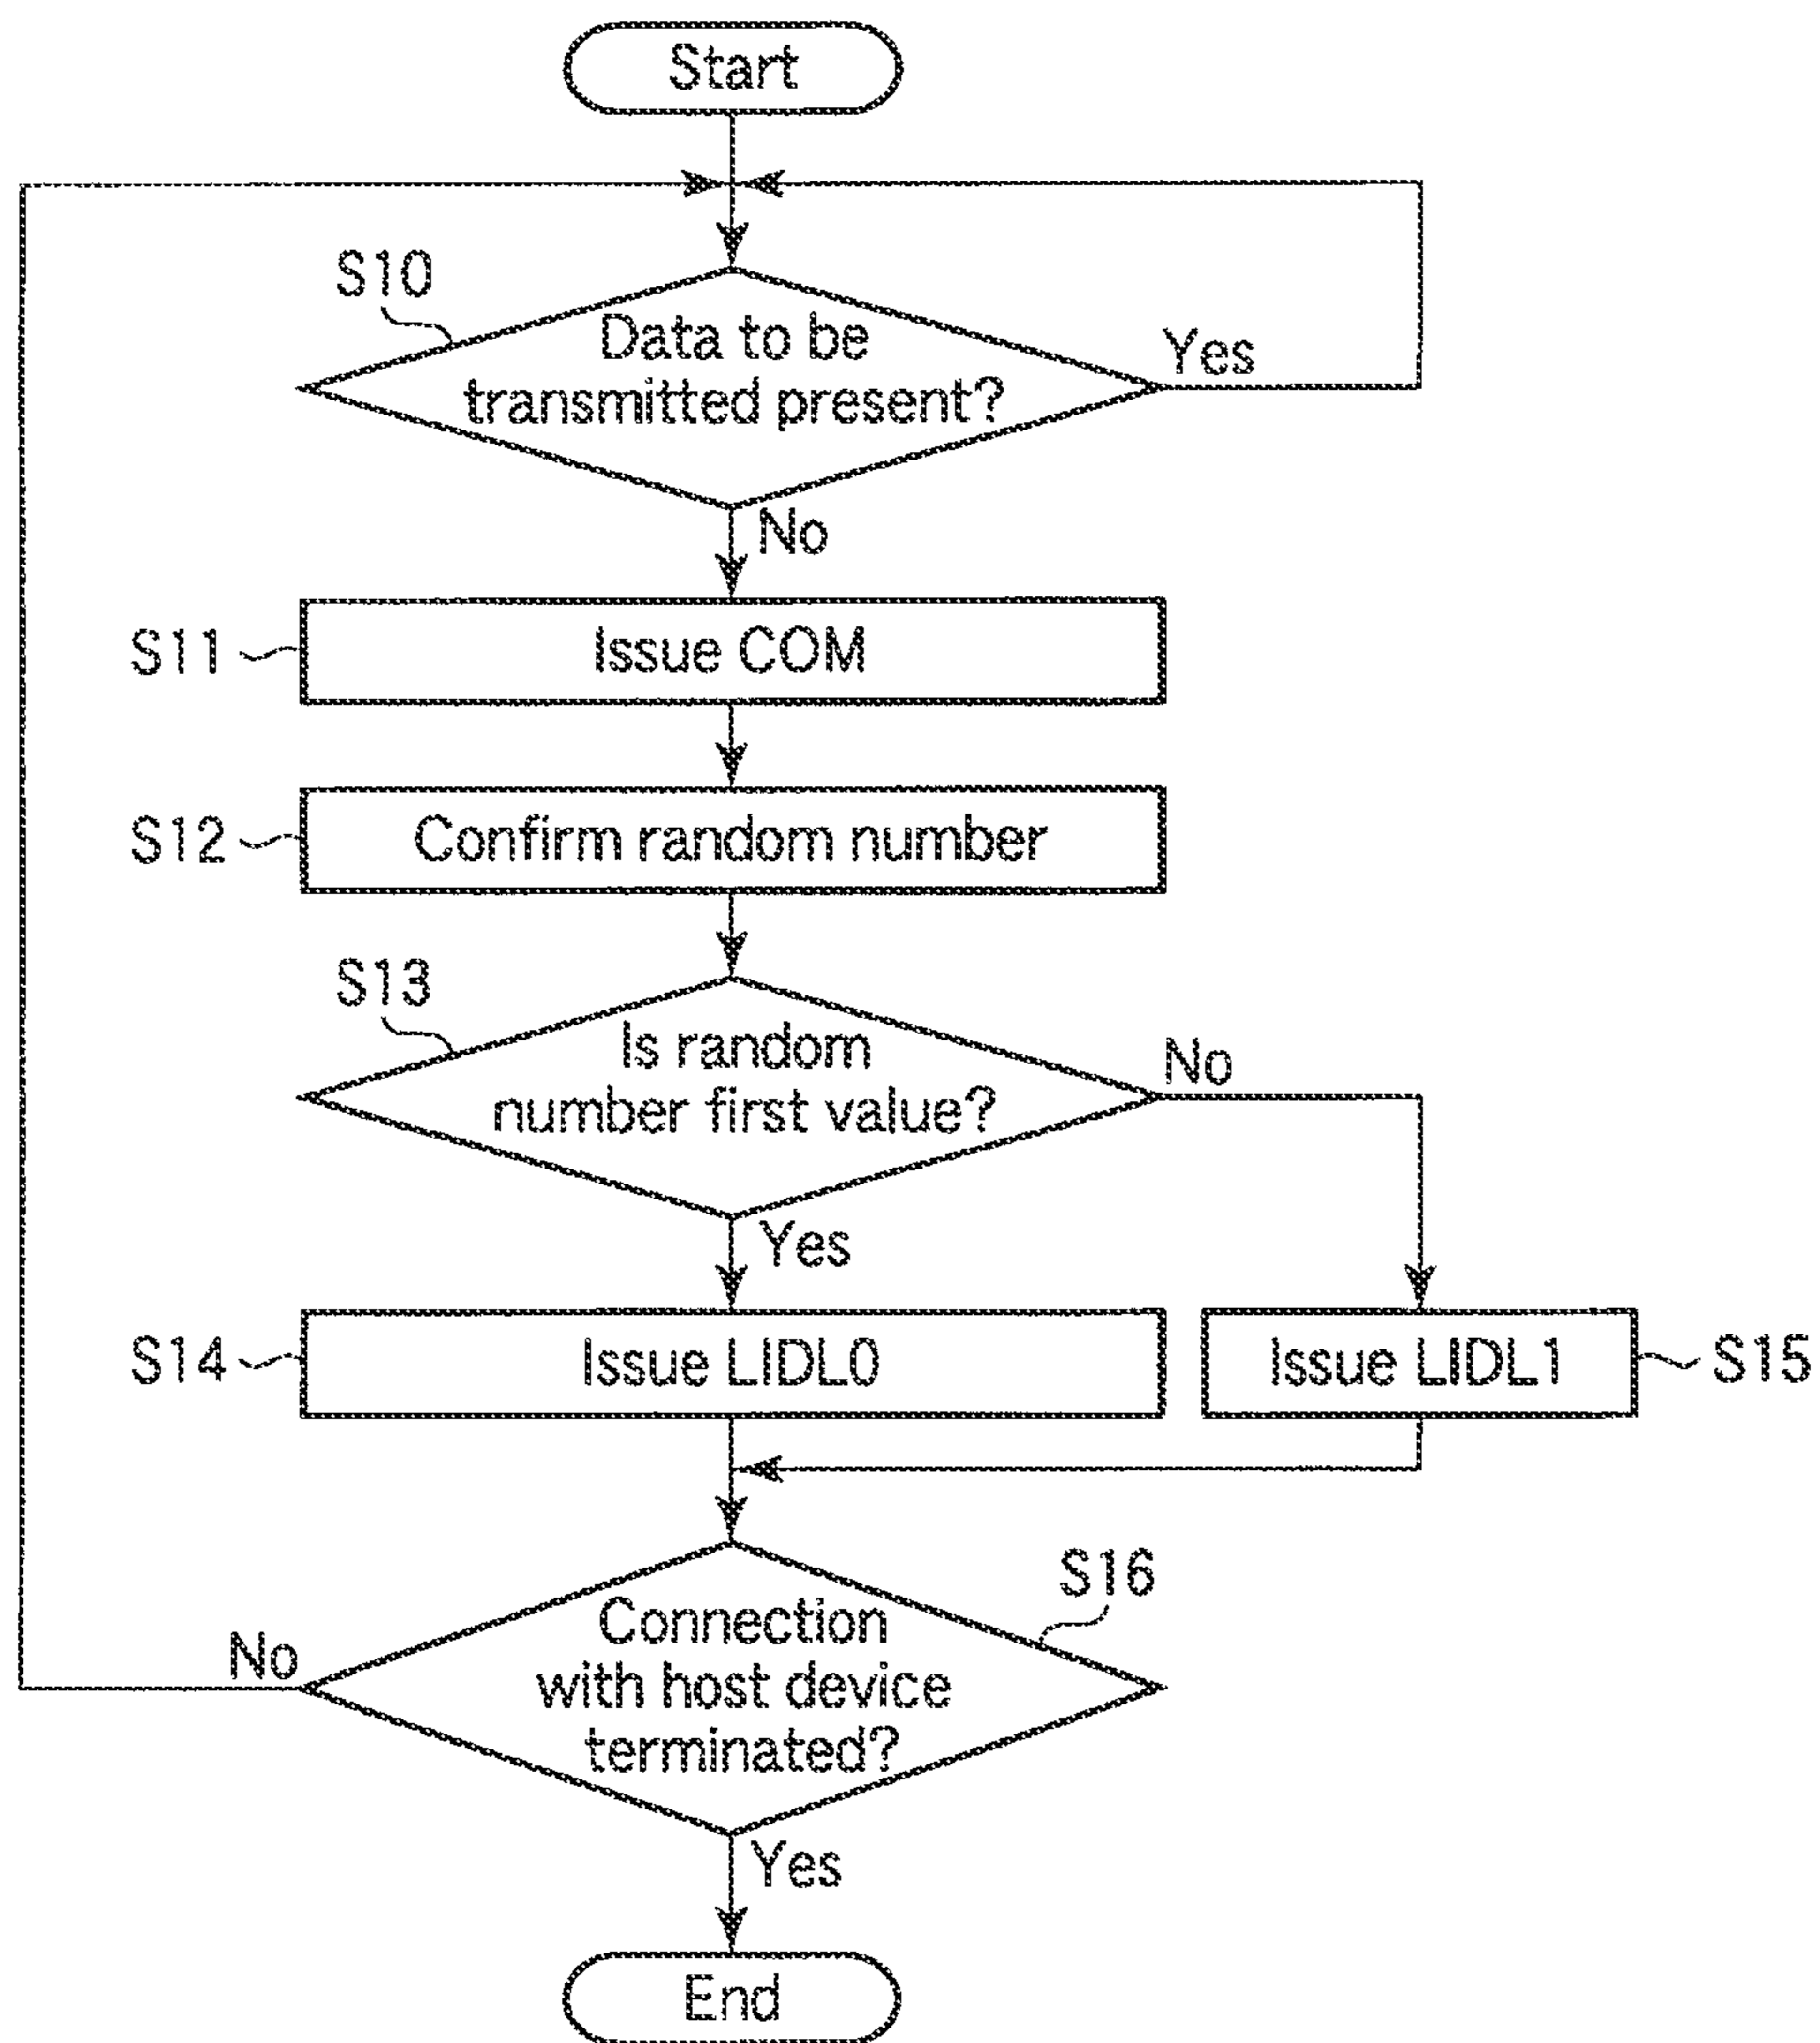 Start
S10
Data to be
transmitted present?
Yes
No
S11
Issue COM
S12
Confirm random number
S13
Is random
number first value?
No
Yes
S14
Issue LIDL0
Issue LIDL1
S15
S16
Connection
with host device
terminated?
No
Yes
End